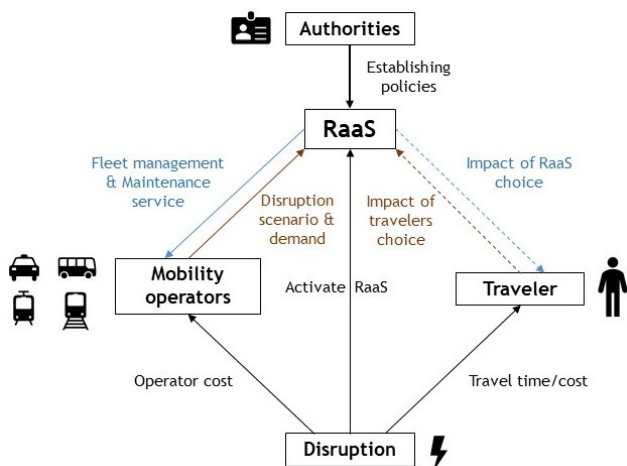 Authorities
Establishing
policies
RaaS
Fleet management
& Maintenance
service
Disruption
scenario &
demand
Impact of
travelers
choice
Impact of RaaS
choice
Mobility
operators
Activate RaaS
Traveler
Operator cost
Travel time/cost
Disruption